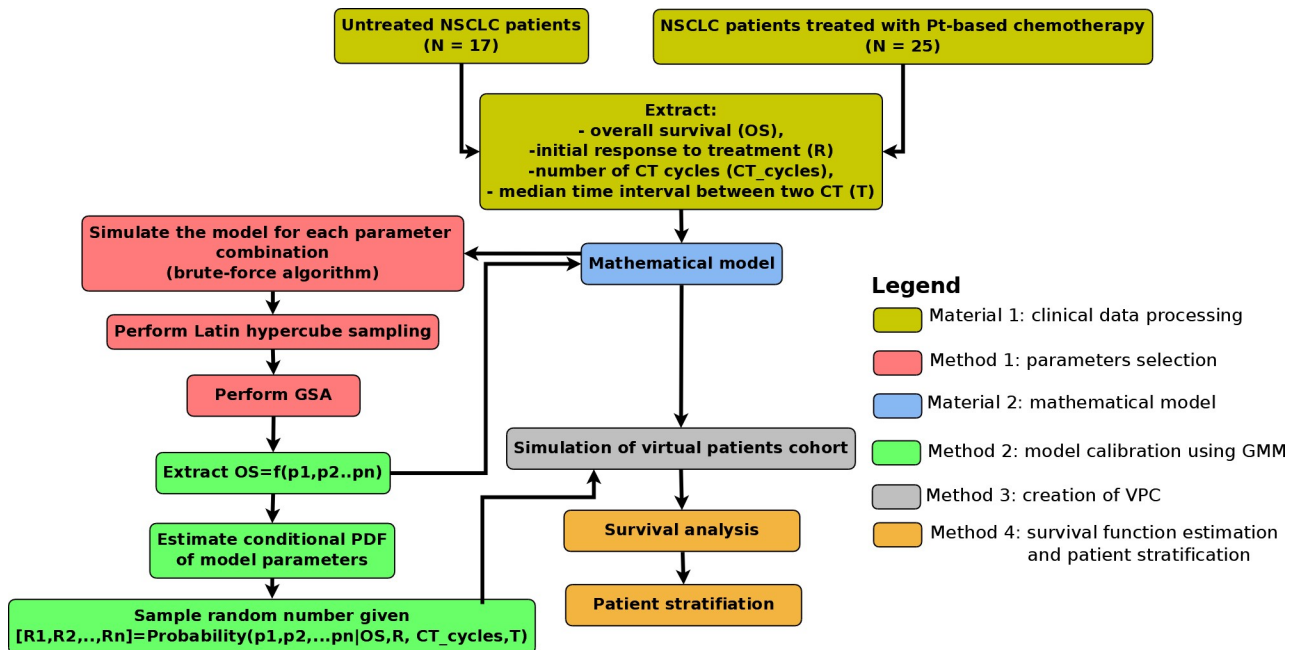 Untreated NSCLC patients
(N = 17)
NSCLC patients treated with Pt-based chemotherapy
(N = 25)
Extract:
- overall survival (OS),
-initial response to treatment (R)
-number of CT cycles (CT_cycles),
- median time interval between two CT (T)
Simulate the model for each parameter
combination
(brute-force algorithm)
Mathematical model
Perform Latin hypercube sampling
Perform GSA
Extract OS=f(p1,p2..pn)
Estimate conditional PDF
of model parameters
Sample random number given
[R1,R2,..,Rn]=Probability(p1,p2,...pn|OS,R, CT_cycles,T)
Simulation of virtual patients cohort
Survival analysis
Patient stratifiation
Legend
Material 1: clinical data processing
Method 1: parameters selection
Material 2: mathematical model
Method 2: model calibration using GMM
Method 3: creation of VPC
Method 4: survival function estimation
and patient stratification